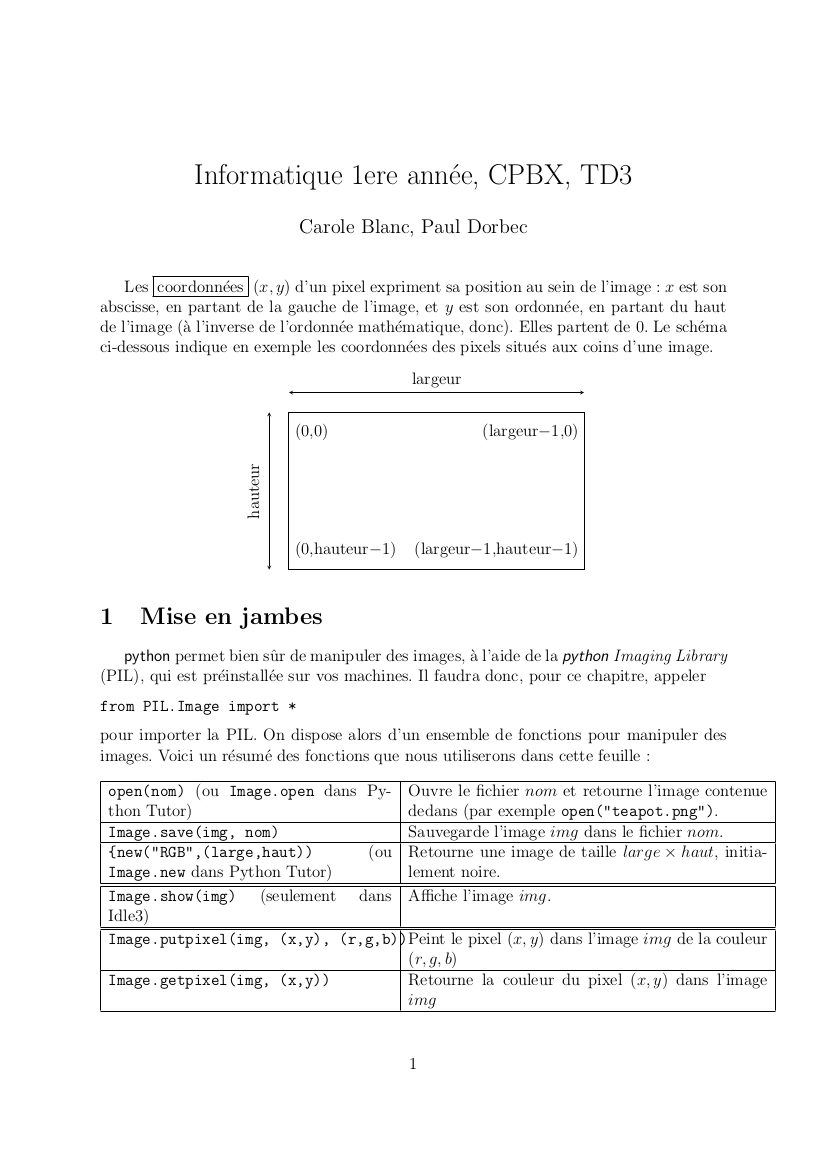 Informatique 1ere année, CPBX, TD3
Carole Blanc, Paul Dorbec
Les coordonnées (x, y) d'un pixel expriment sa position au sein de l'image : x est son
abscisse, en partant de la gauche de l'image, et y est son ordonnée, en partant du haut
de l'image (à l'inverse de l'ordonnée mathématique, donc). Elles partent de 0. Le schéma
ci-dessous indique en exemple les coordonnées des pixels situés aux coins d'une image.
largeur
hauteur
(0,0) (largeur−1,0)
(0,hauteur−1) (largeur−1,hauteur−1)
1 Mise en jambes
python permet bien sûr de manipuler des images, à l'aide de la python Imaging Library
(PIL), qui est préinstallée sur vos machines. Il faudra donc, pour ce chapitre, appeler
from PIL.Image import *
pour importer la PIL. On dispose alors d'un ensemble de fonctions pour manipuler des
images. Voici un résumé des fonctions que nous utiliserons dans cette feuille :
open(nom) (ou Image.open dans Py-
thon Tutor)
Ouvre le fichier nom et retourne l'image contenue
dedans (par exemple open("teapot.png").
Image.save(img, nom)
Sauvegarde l'image img dans le fichier nom.
{new("RGB",(large,haut)) (ou
Image.new dans Python Tutor)
Retourne une image de taille large × haut, initia-
lement noire.
Image.show(img) (seulement dans
Idle3)
Affiche l'image img.
Image.putpixel(img, (x,y), (r,g,b))
Peint le pixel (x, y) dans l'image img de la couleur
(r, g, b)
Image.getpixel(img, (x,y))
Retourne la couleur du pixel (x, y) dans l'image
img
1